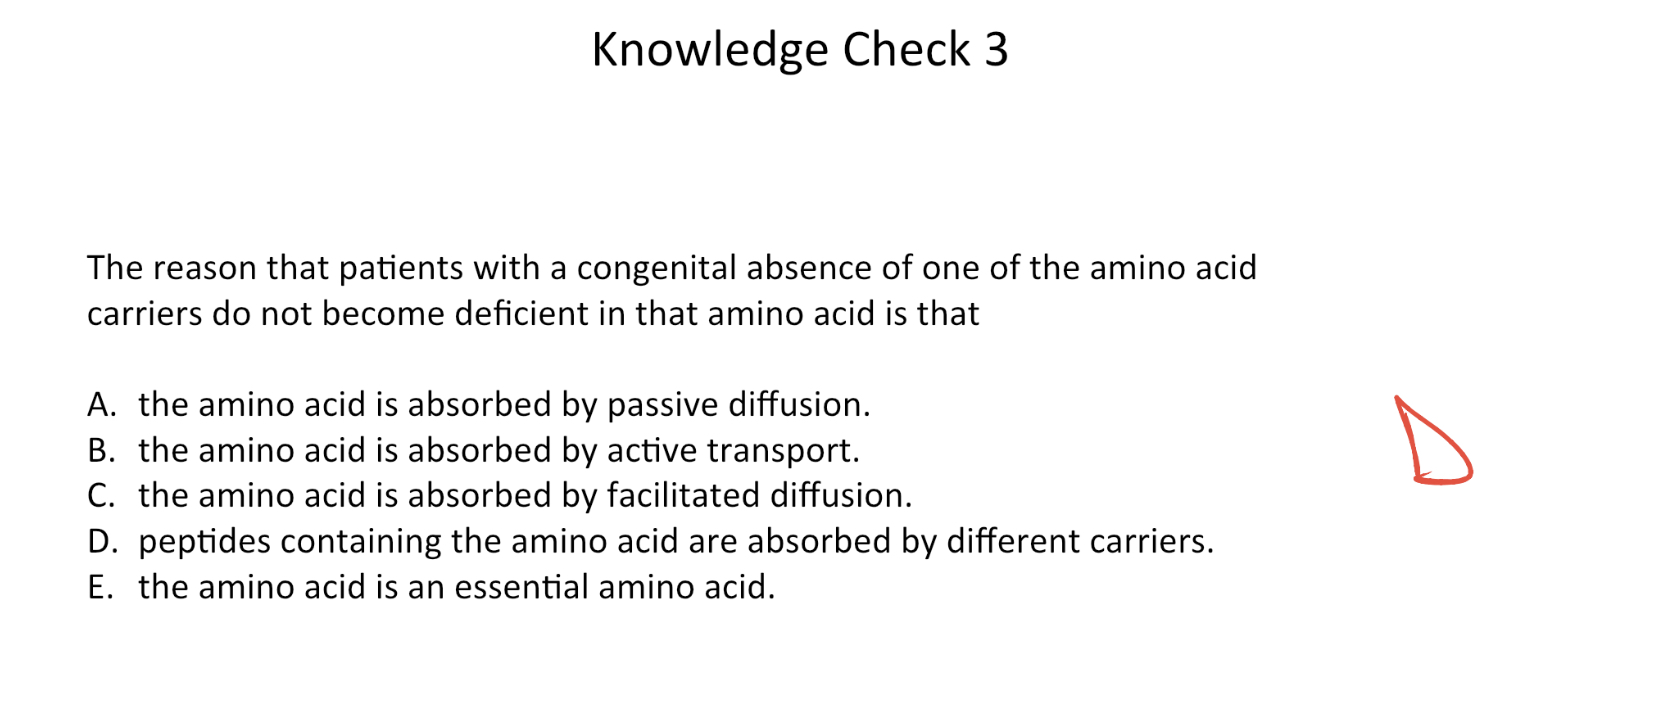 Knowledge Check 3
The reason that patients with a congenital absence of one of the amino acid
carriers do not become deficient in that amino acid is that
A. the amino acid is absorbed by passive diffusion.
B. the amino acid is absorbed by active transport.
C. the amino acid is absorbed by facilitated diffusion.
D
D. peptides containing the amino acid are absorbed by different carriers.
E. the amino acid is an essential amino acid.